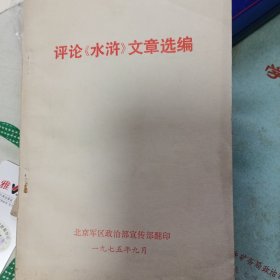 评论《水浒》文章选编
北京军区政治部宣传部翻印
一九七五年九月